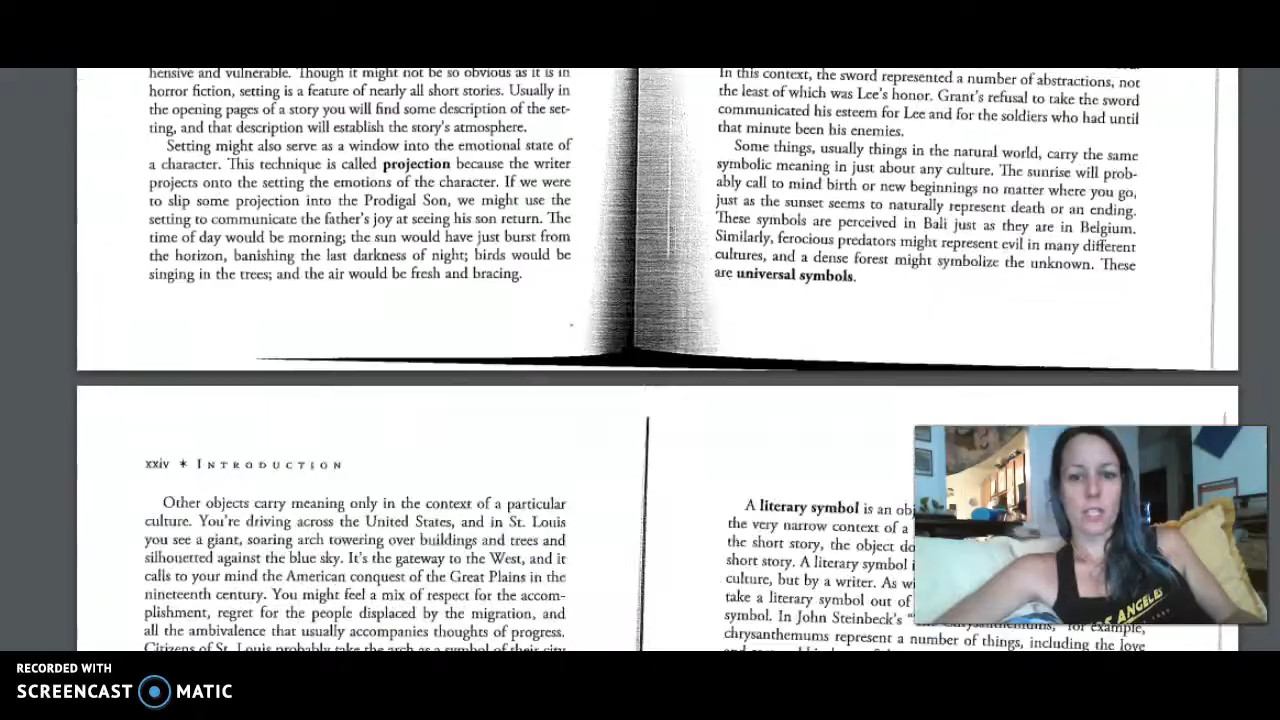 hensive and vulnerable. Though it might not be so obvious as it is in
horror fiction, setting is a feature of nearly all short stories. Usually in
the opening pages of a story you will find some description of the set-
ting, and that description will establish the story's atmosphere.
Setting might also serve as a window into the emotional state of
a character. This technique is called projection because the writer
projects onto the setting the emotions of the character. If we were
to slip some projection into the Prodigal Son, we might use the
setting to communicate the father's joy at seeing his son return. The
time of day would be morning; the sun would have just burst from
the horizon, banishing the last darkness of night; birds would be
singing in the trees; and the air would be fresh and bracing.
In this context, the sword represented a number of abstractions, not
the least of which was Lee's honor. Grant's refusal to take the sword
communicated his esteem for Lee and for the soldiers who had until
that minute been his enemies.
Some things, usually things in the natural world, carry the same
symbolic meaning in just about any culture. The sunrise will prob-
ably call to mind birth or new beginnings no matter where you go,
just as the sunset seems to naturally represent death or an ending.
These symbols are perceived in Bali just as they are in Belgium.
Similarly, ferocious predators might represent evil in many different
cultures, and a dense forest might symbolize the unknown. These
are universal symbols.
xxiv * INTRODUCTION
Other objects carry meaning only in the context of a particular
culture. You're driving across the United States, and in St. Louis
you see a giant, soaring arch towering over buildings and trees and
silhouetted against the blue sky. It's the gateway to the West, and it
calls to your mind the American conquest of the Great Plains in the
nineteenth century. You might feel a mix of respect for the accom-
plishment, regret for the people displaced by the migration, and
all the ambivalence that usually accompanies thoughts of progress.
Citizens of St. Louis probably take the arch as a symbol of their city
A literary symbol is an obj
the very narrow context of a
the short story, the object do
short story. A literary symbol
culture, but by a writer. As wi
take a literary symbol out of
symbol. In John Steinbeck's "The Chrysanthemums," for example,
chrysanthemums represent a number of things, including the love
OS ANGELES
RECORDED WITH
SCREENCAST MATIC